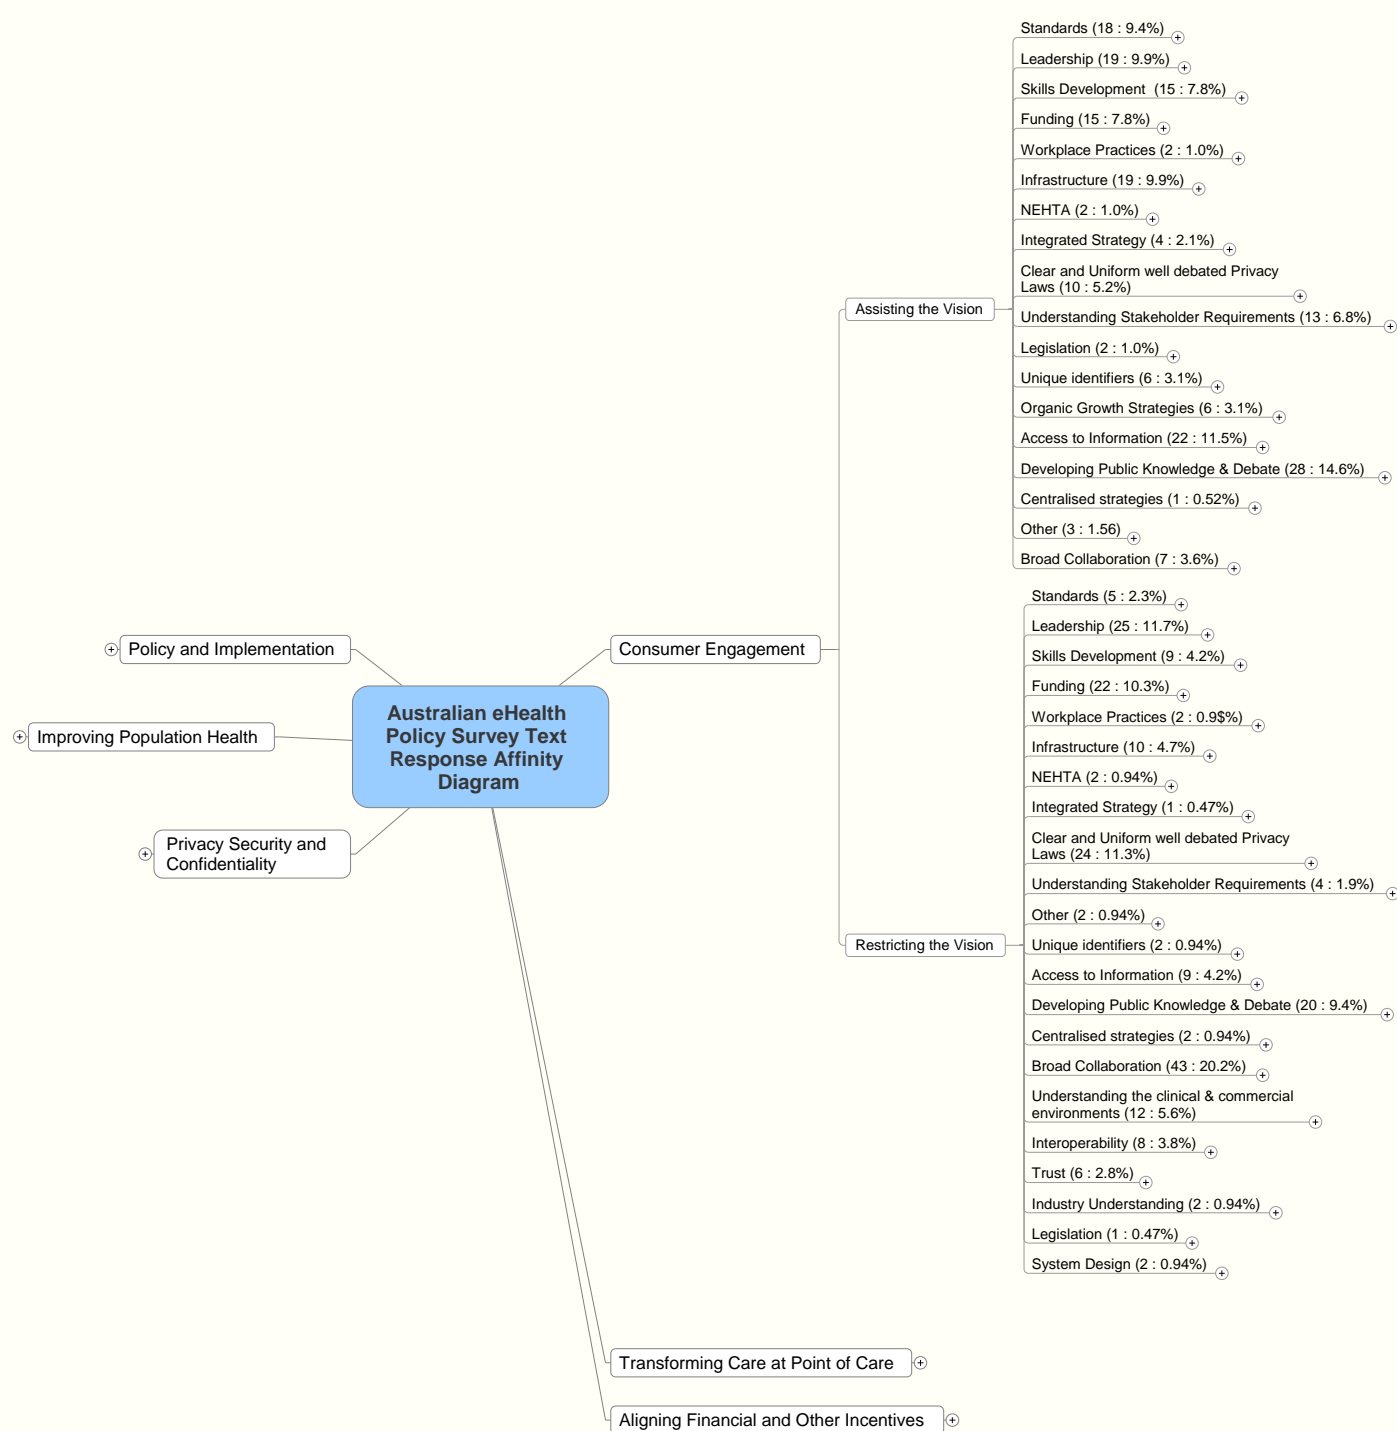 Standards (18 : 9.4%)
Leadership (19 : 9.9%)
Skills Development  (15 : 7.8%)
Funding (15 : 7.8%)
Workplace Practices (2 : 1.0%)
Infrastructure (19 : 9.9%)
NEHTA (2 : 1.0%)
Integrated Strategy (4 : 2.1%)
Clear and Uniform well debated Privacy
Laws (10 : 5.2%)
Assisting the Vision
Understanding Stakeholder Requirements (13 : 6.8%)
Legislation (2 : 1.0%)
Unique identifiers (6 : 3.1%)
Organic Growth Strategies (6 : 3.1%)
Access to Information (22 : 11.5%)
Developing Public Knowledge & Debate (28 : 14.6%)
Centralised strategies (1 : 0.52%)
Other (3 : 1.56)
Broad Collaboration (7 : 3.6%)
Standards (5 : 2.3%)
Leadership (25 : 11.7%)
Policy and Implementation
Consumer Engagement
Skills Development (9 : 4.2%)
Funding (22 : 10.3%)
Workplace Practices (2 : 0.9$%)
Australian eHealth
Policy Survey Text
Response Affinity
Diagram
Improving Population Health
Infrastructure (10 : 4.7%)
NEHTA (2 : 0.94%)
Integrated Strategy (1 : 0.47%)
Privacy Security and
Confidentiality
Clear and Uniform well debated Privacy
Laws (24 : 11.3%)
Understanding Stakeholder Requirements (4 : 1.9%)
Other (2 : 0.94%)
Restricting the Vision
Unique identifiers (2 : 0.94%)
Access to Information (9 : 4.2%)
Developing Public Knowledge & Debate (20 : 9.4%)
Centralised strategies (2 : 0.94%)
Broad Collaboration (43 : 20.2%)
Understanding the clinical & commercial
environments (12 : 5.6%)
Interoperability (8 : 3.8%)
Trust (6 : 2.8%)
Industry Understanding (2 : 0.94%)
Legislation (1 : 0.47%)
System Design (2 : 0.94%)
Transforming Care at Point of Care
Aligning Financial and Other Incentives